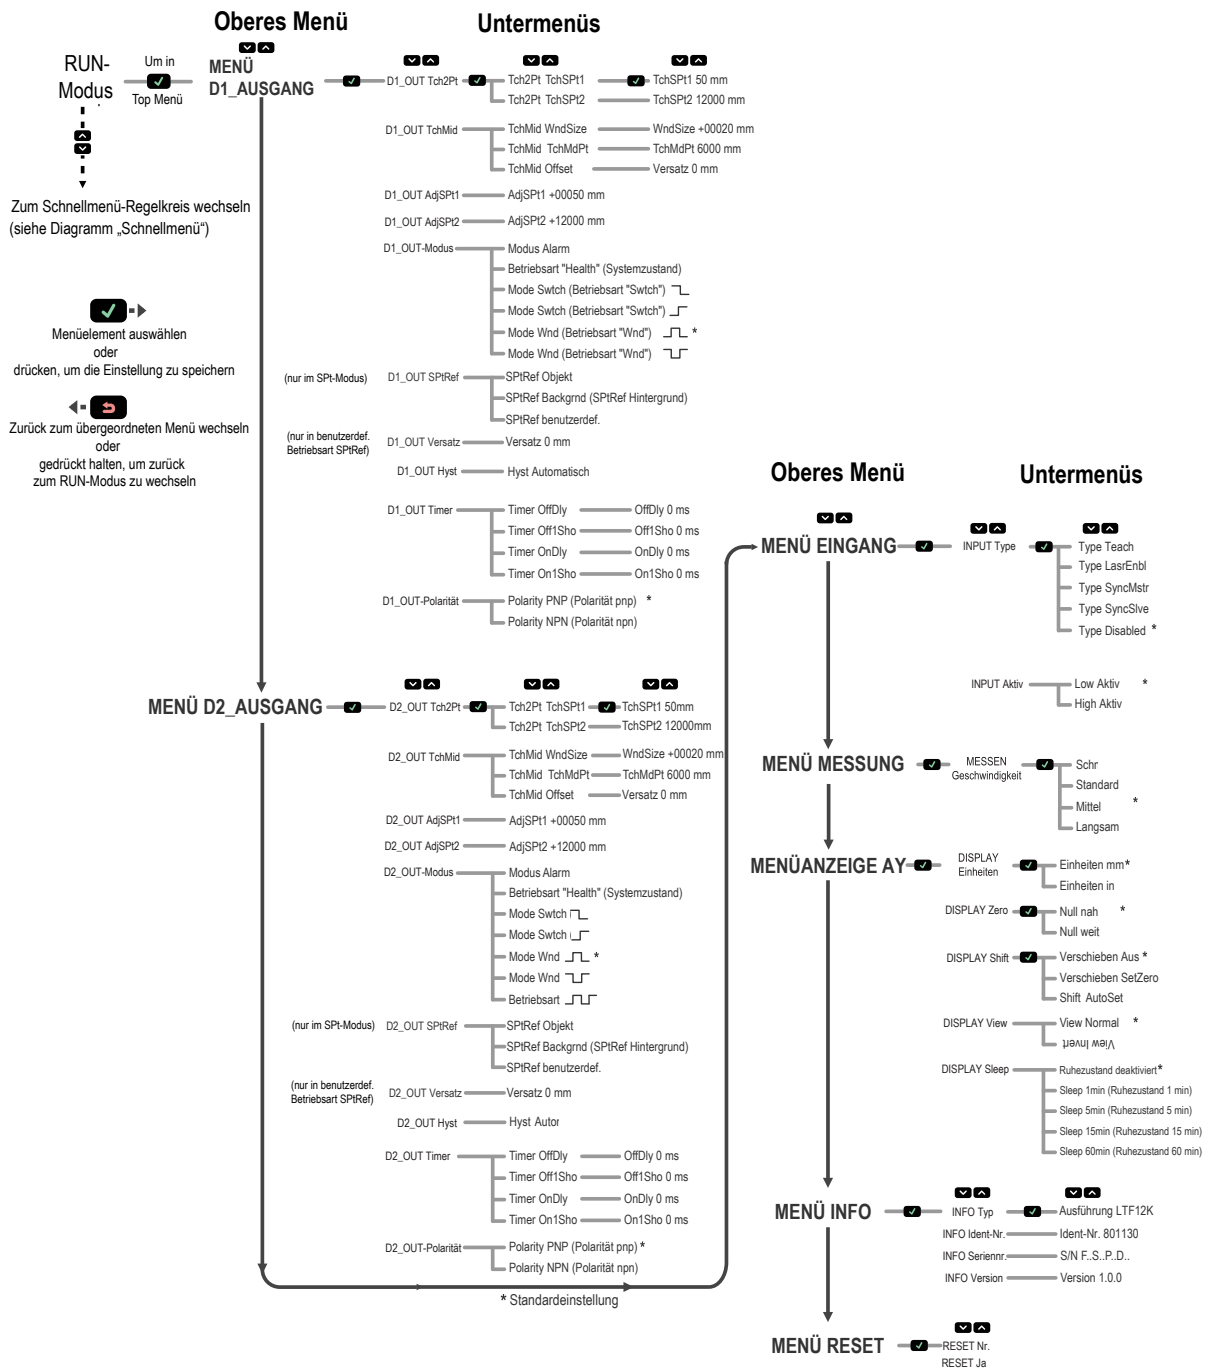 Oberes Menü
Untermenüs
RUN-
Modus
Um in
Top Menü
MENÜ
D1_AUSGANG
D1_OUT Tch2Pt
Tch2Pt TchSPt1
TchSPt1 50 mm
Tch2Pt TchSPt2
TchSPt2 12000 mm
D1_OUT TchMid
TchMid WndSize
WndSize +00020 mm
TchMid TchMdPt
TchMdPt 6000 mm
TchMid Offset
Versatz 0 mm
Zum Schnellmenü-Regelkreis wechseln
(siehe Diagramm „Schnellmenü")
D1_OUT AdjSPt1
AdjSPt1 +00050 mm
D1_OUT AdjSPt2
AdjSPt2 +12000 mm
D1_OUT-Modus
Modus Alarm
Betriebsart "Health" (Systemzustand)
Mode Swtch (Betriebsart "Swtch")
Mode Swtch (Betriebsart "Swtch")
Mode Wnd (Betriebsart "Wnd") *
Mode Wnd (Betriebsart "Wnd")
Menüelement auswählen
oder
drücken, um die Einstellung zu speichern
Zurück zum übergeordneten Menü wechseln
oder
gedrückt halten, um zurück
zum RUN-Modus zu wechseln
(nur im SPt-Modus)
D1_OUT SPtRef
SPtRef Objekt
SPtRef Backgrnd (SPtRef Hintergrund)
SPtRef benutzerdef.
(nur in benutzerdef.
Betriebsart SPtRef)
D1_OUT Versatz
Versatz 0 mm
D1_OUT Hyst
Hyst Automatisch
D1_OUT Timer
Timer OffDly
OffDly 0 ms
Timer Off1Sho
Off1Sho 0 ms
Timer OnDly
OnDly 0 ms
Timer On1Sho
On1Sho 0 ms
D1_OUT-Polarität
Polarity PNP (Polarität pnp) *
Polarity NPN (Polarität npn)
MENÜ D2_AUSGANG
D2_OUT Tch2Pt
Tch2Pt TchSPt1
TchSPt1 50mm
Tch2Pt TchSPt2
TchSPt2 12000mm
D2_OUT TchMid
TchMid WndSize
WndSize +00020 mm
TchMid TchMdPt
TchMdPt 6000 mm
TchMid Offset
Versatz 0 mm
D2_OUT AdjSPt1
AdjSPt1 +00050 mm
D2_OUT AdjSPt2
AdjSPt2 +12000 mm
D2_OUT-Modus
Modus Alarm
Betriebsart "Health" (Systemzustand)
Mode Swtch
Mode Swtch
Mode Wnd *
Mode Wnd
Betriebsart
(nur im SPt-Modus)
D2_OUT SPtRef
SPtRef Objekt
SPtRef Backgrnd (SPtRef Hintergrund)
SPtRef benutzerdef.
(nur in benutzerdef.
Betriebsart SPtRef)
D2_OUT Versatz
Versatz 0 mm
D2_OUT Hyst
Hyst Autor
D2_OUT Timer
Timer OffDly
OffDly 0 ms
Timer Off1Sho
Off1Sho 0 ms
Timer OnDly
OnDly 0 ms
Timer On1Sho
On1Sho 0 ms
D2_OUT-Polarität
Polarity PNP (Polarität pnp) *
Polarity NPN (Polarität npn)
* Standardeinstellung
Oberes Menü
Untermenüs
MENÜ EINGANG
INPUT Type
Type Teach
Type LasrEnbl
Type SyncMstr
Type SyncSlve
Type Disabled *
INPUT Aktiv
Low Aktiv *
High Aktiv
MENÜ MESSUNG
MESSEN
Geschwindigkeit
Schr
Standard
Mittel *
Langsam
MENÜANZEIGE AY
DISPLAY
Einheiten
Einheiten mm*
Einheiten in
DISPLAY Zero
Null nah *
Null weit
DISPLAY Shift
Verschieben Aus *
Verschieben SetZero
Shift AutoSet
DISPLAY View
View Normal *
View Invert
DISPLAY Sleep
Ruhezustand deaktiviert*
Sleep 1min (Ruhezustand 1 min)
Sleep 5min (Ruhezustand 5 min)
Sleep 15min (Ruhezustand 15 min)
Sleep 60min (Ruhezustand 60 min)
MENÜ INFO
INFO Typ
Ausführung LTF12K
INFO Ident-Nr.
Ident-Nr. 801130
INFO Seriennr.
S/N F..S..P..D..
INFO Version
Version 1.0.0
MENÜ RESET
RESET Nr.
RESET Ja